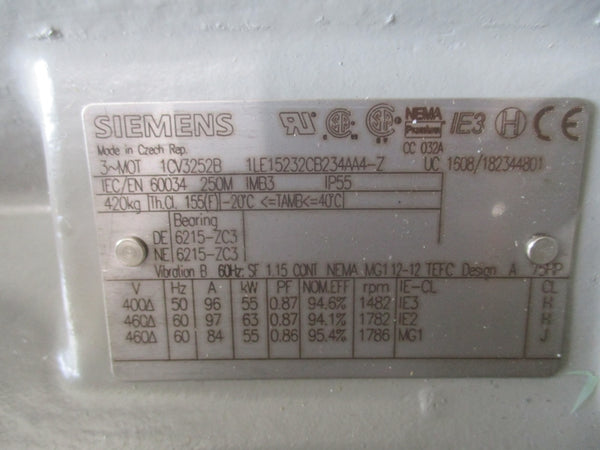 SIEMENS NEMA Premium IE3 H CE
Made in Czech Rep. CC 032A
3~MOT 1CV3252B 1LE15232CB234AA4-Z UC 1608/182344801
IEC/EN 60034 250M IMB3 IP55
420kg Th.Cl. 155(F) -20°C <=TAMB<=40°C
Bearing
DE 6215-ZC3
NE 6215-ZC3
Vibration B 60Hz: SF 1.15 CONT NEMA MG1 12-12 TEFC Design A 75HP
V Hz A kW PF NOM.EFF rpm IE-CL CL
400Δ 50 96 55 0.87 94.6% 1482 IE3 H
460Δ 60 97 63 0.87 94.1% 1782 IE2 H
460Δ 60 84 55 0.86 95.4% 1786 MG1 J